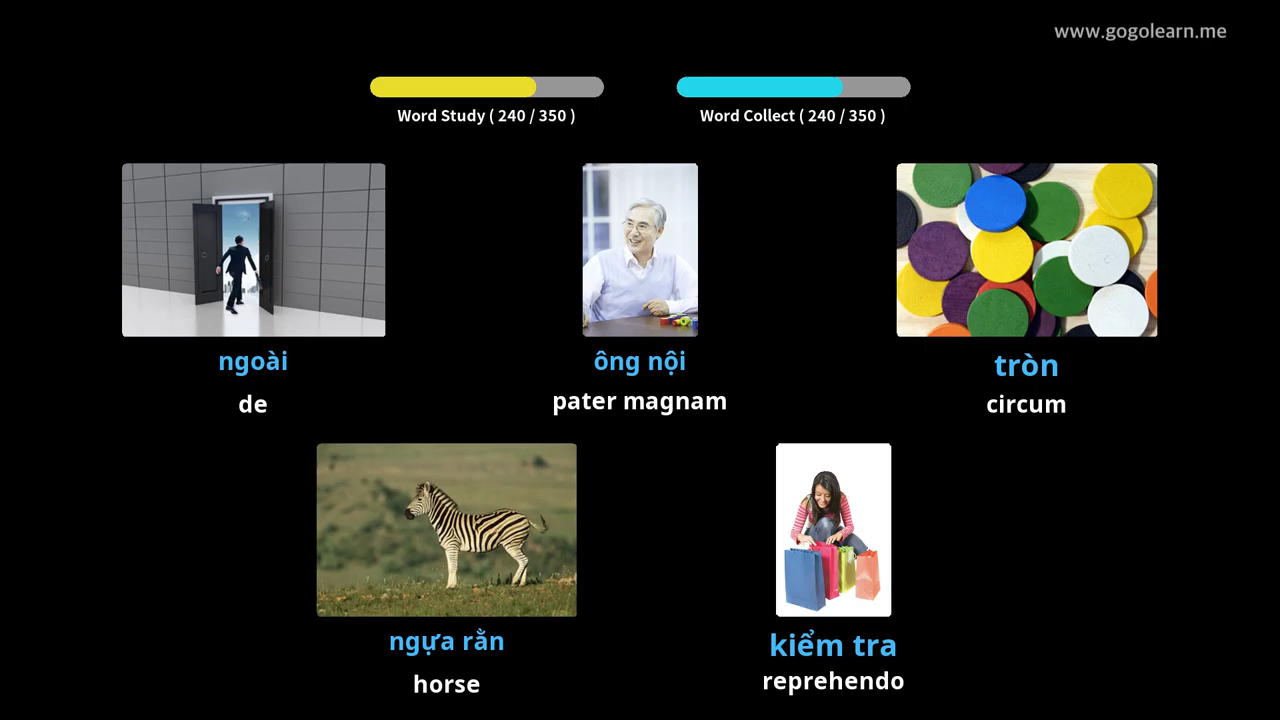 www.gogolearn.me
Word Study ( 240 / 350 )
Word Collect ( 240 / 350 )
ngoài
de
ông nội
pater magnam
tròn
circum
ngựa rằn
horse
kiểm tra
reprehendo